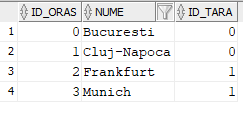 ID_ORAS NUME ID_TARA
1 0 Bucuresti 0
2 1 Cluj-Napoca 0
3 2 Frankfurt 1
4 3 Munich 1